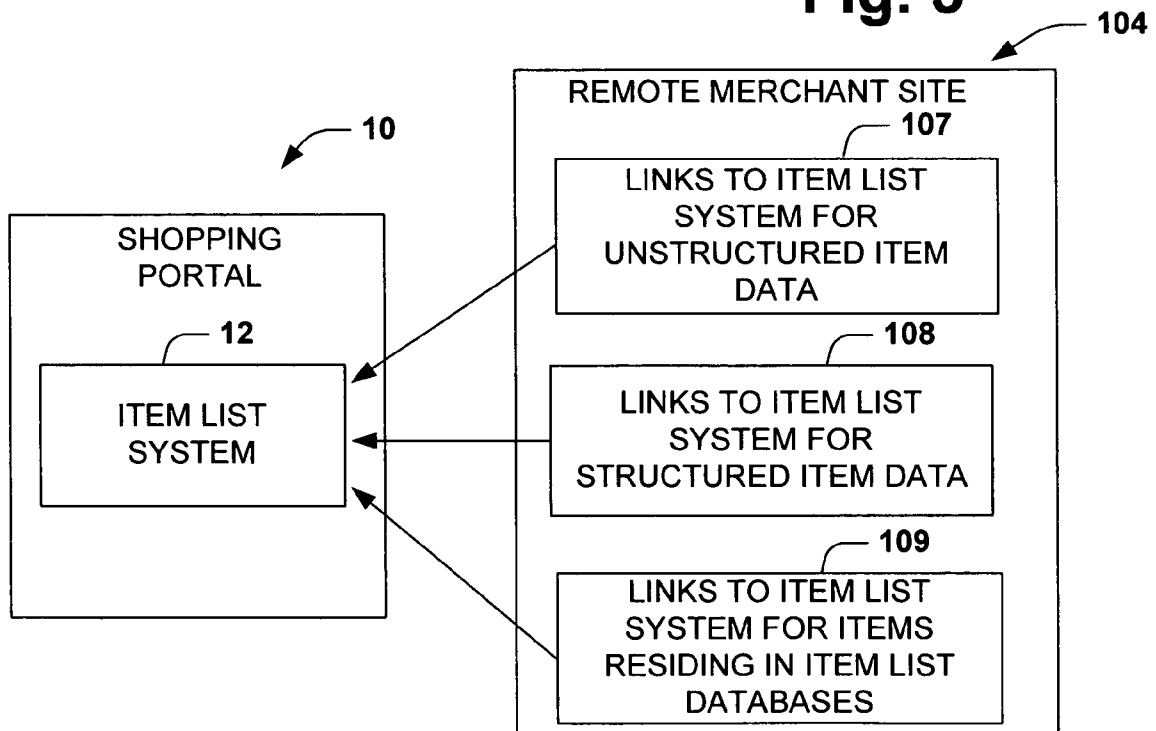 104
REMOTE MERCHANT SITE
107
10
LINKS TO ITEM LIST
SYSTEM FOR
UNSTRUCTURED ITEM
DATA
SHOPPING
PORTAL
12
108
ITEM LIST
SYSTEM
LINKS TO ITEM LIST
SYSTEM FOR
STRUCTURED ITEM DATA
109
LINKS TO ITEM LIST
SYSTEM FOR ITEMS
RESIDING IN ITEM LIST
DATABASES